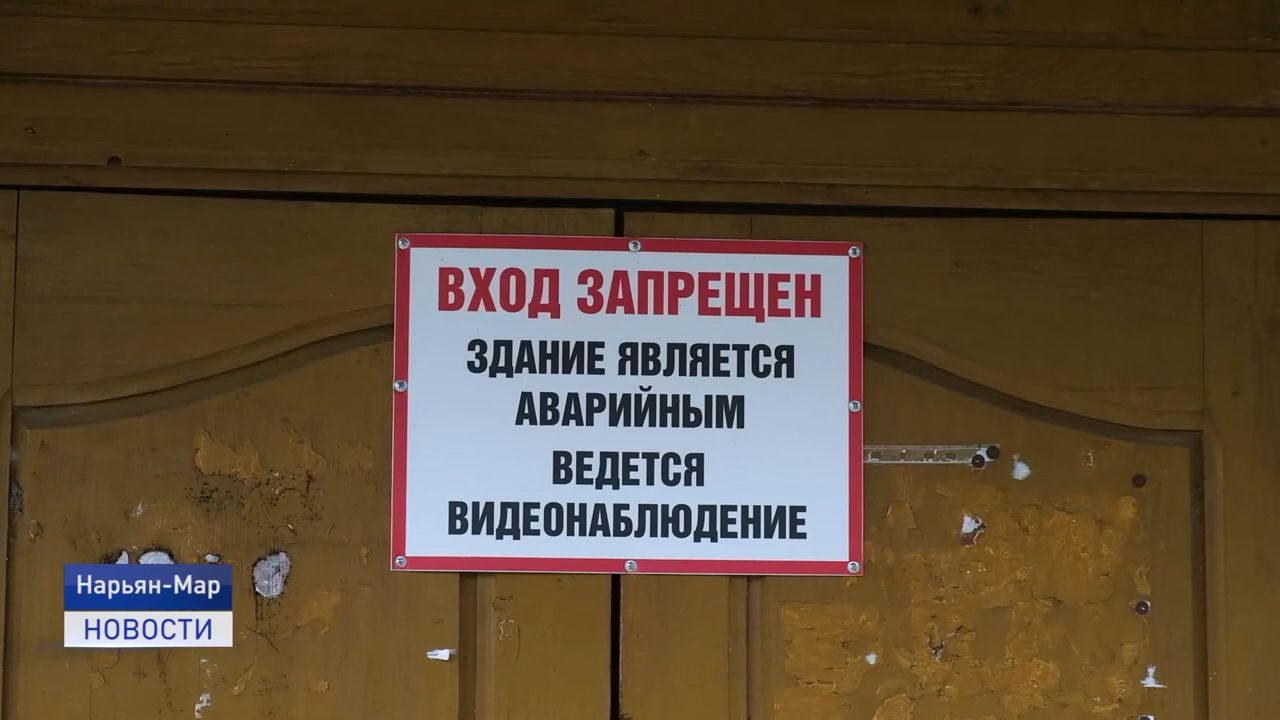 ВХОД ЗАПРЕЩЕН
ЗДАНИЕ ЯВЛЯЕТСЯ
АВАРИЙНЫМ
ВЕДЕТСЯ
ВИДЕОНАБЛЮДЕНИЕ
Нарьян-Мар
НОВОСТИ